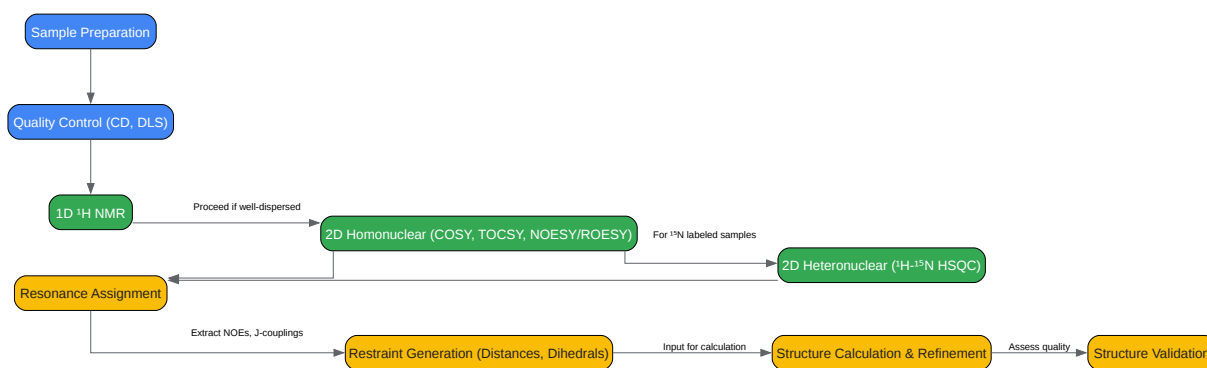 Sample Preparation
Quality Control (CD, DLS)
1D ¹H NMR
Proceed if well-dispersed
2D Homonuclear (COSY, TOCSY, NOESY/ROESY)
For ¹⁵N labeled samples
2D Heteronuclear (¹H-¹⁵N HSQC)
Resonance Assignment
Extract NOEs, J-couplings
Restraint Generation (Distances, Dihedrals)
Input for calculation
Structure Calculation & Refinement
Assess quality
Structure Validation